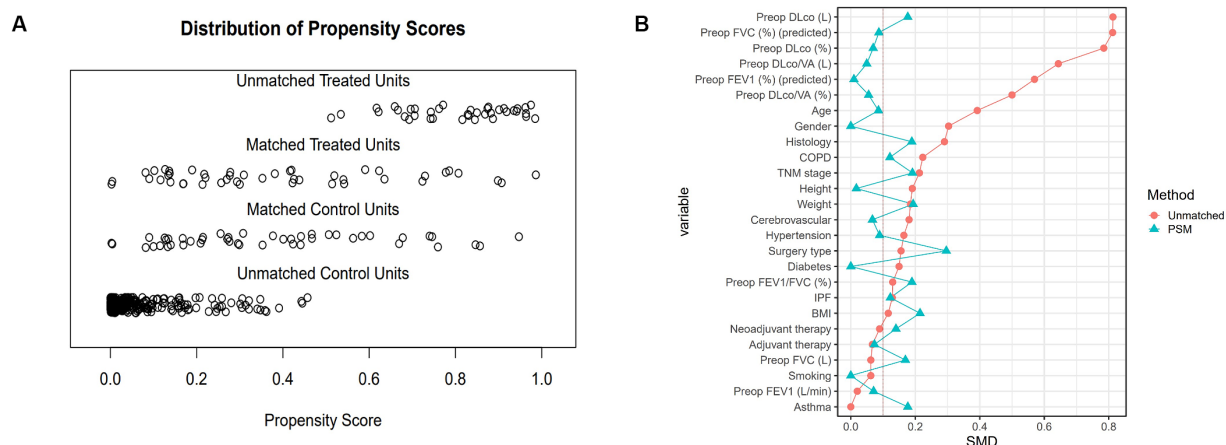 A
Distribution of Propensity Scores
Unmatched Treated Units
Matched Treated Units
Matched Control Units
Unmatched Control Units
0.0 0.2 0.4 0.6 0.8 1.0
Propensity Score
B
variable
Preop DLco (L)
Preop FVC (%) (predicted)
Preop DLco (%)
Preop DLco/VA (L)
Preop FEV1 (%) (predicted)
Preop DLco/VA (%)
Age
Gender
Histology
COPD
TNM stage
Height
Weight
Cerebrovascular
Hypertension
Surgery type
Diabetes
Preop FEV1/FVC (%)
IPF
BMI
Neoadjuvant therapy
Adjuvant therapy
Preop FVC (L)
Smoking
Preop FEV1 (L/min)
Asthma
0.0 0.2 0.4 0.6 0.8
SMD
Method
Unmatched
PSM